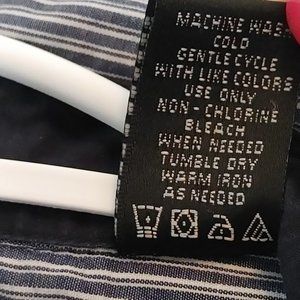 MACHINE WASH
COLD
GENTLE CYCLE
WITH LIKE COLORS
USE ONLY
NON-CHLORINE
BLEACH
WHEN NEEDED
TUMBLE DRY
WARM IRON
AS NEEDED